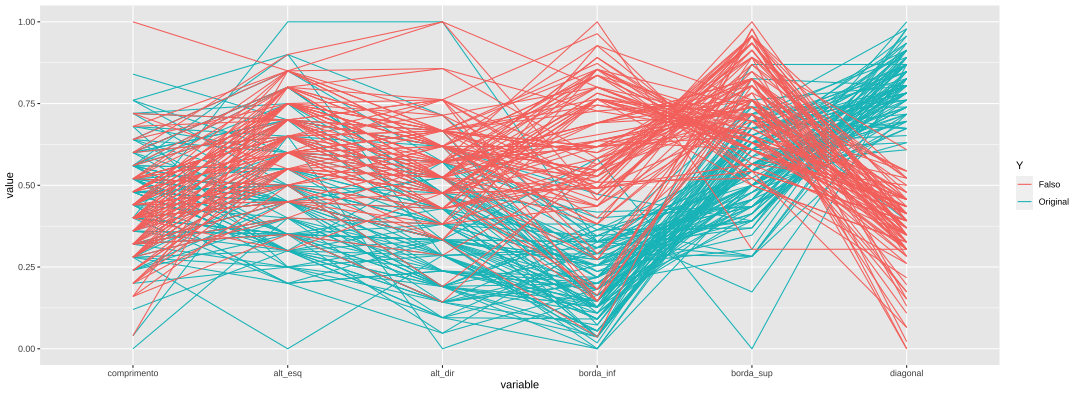 1.00
0.75
0.50
0.25
0.00
value
comprimento alt_esq alt_dir borda_inf borda_sup diagonal
variable
Y
Falso
Original